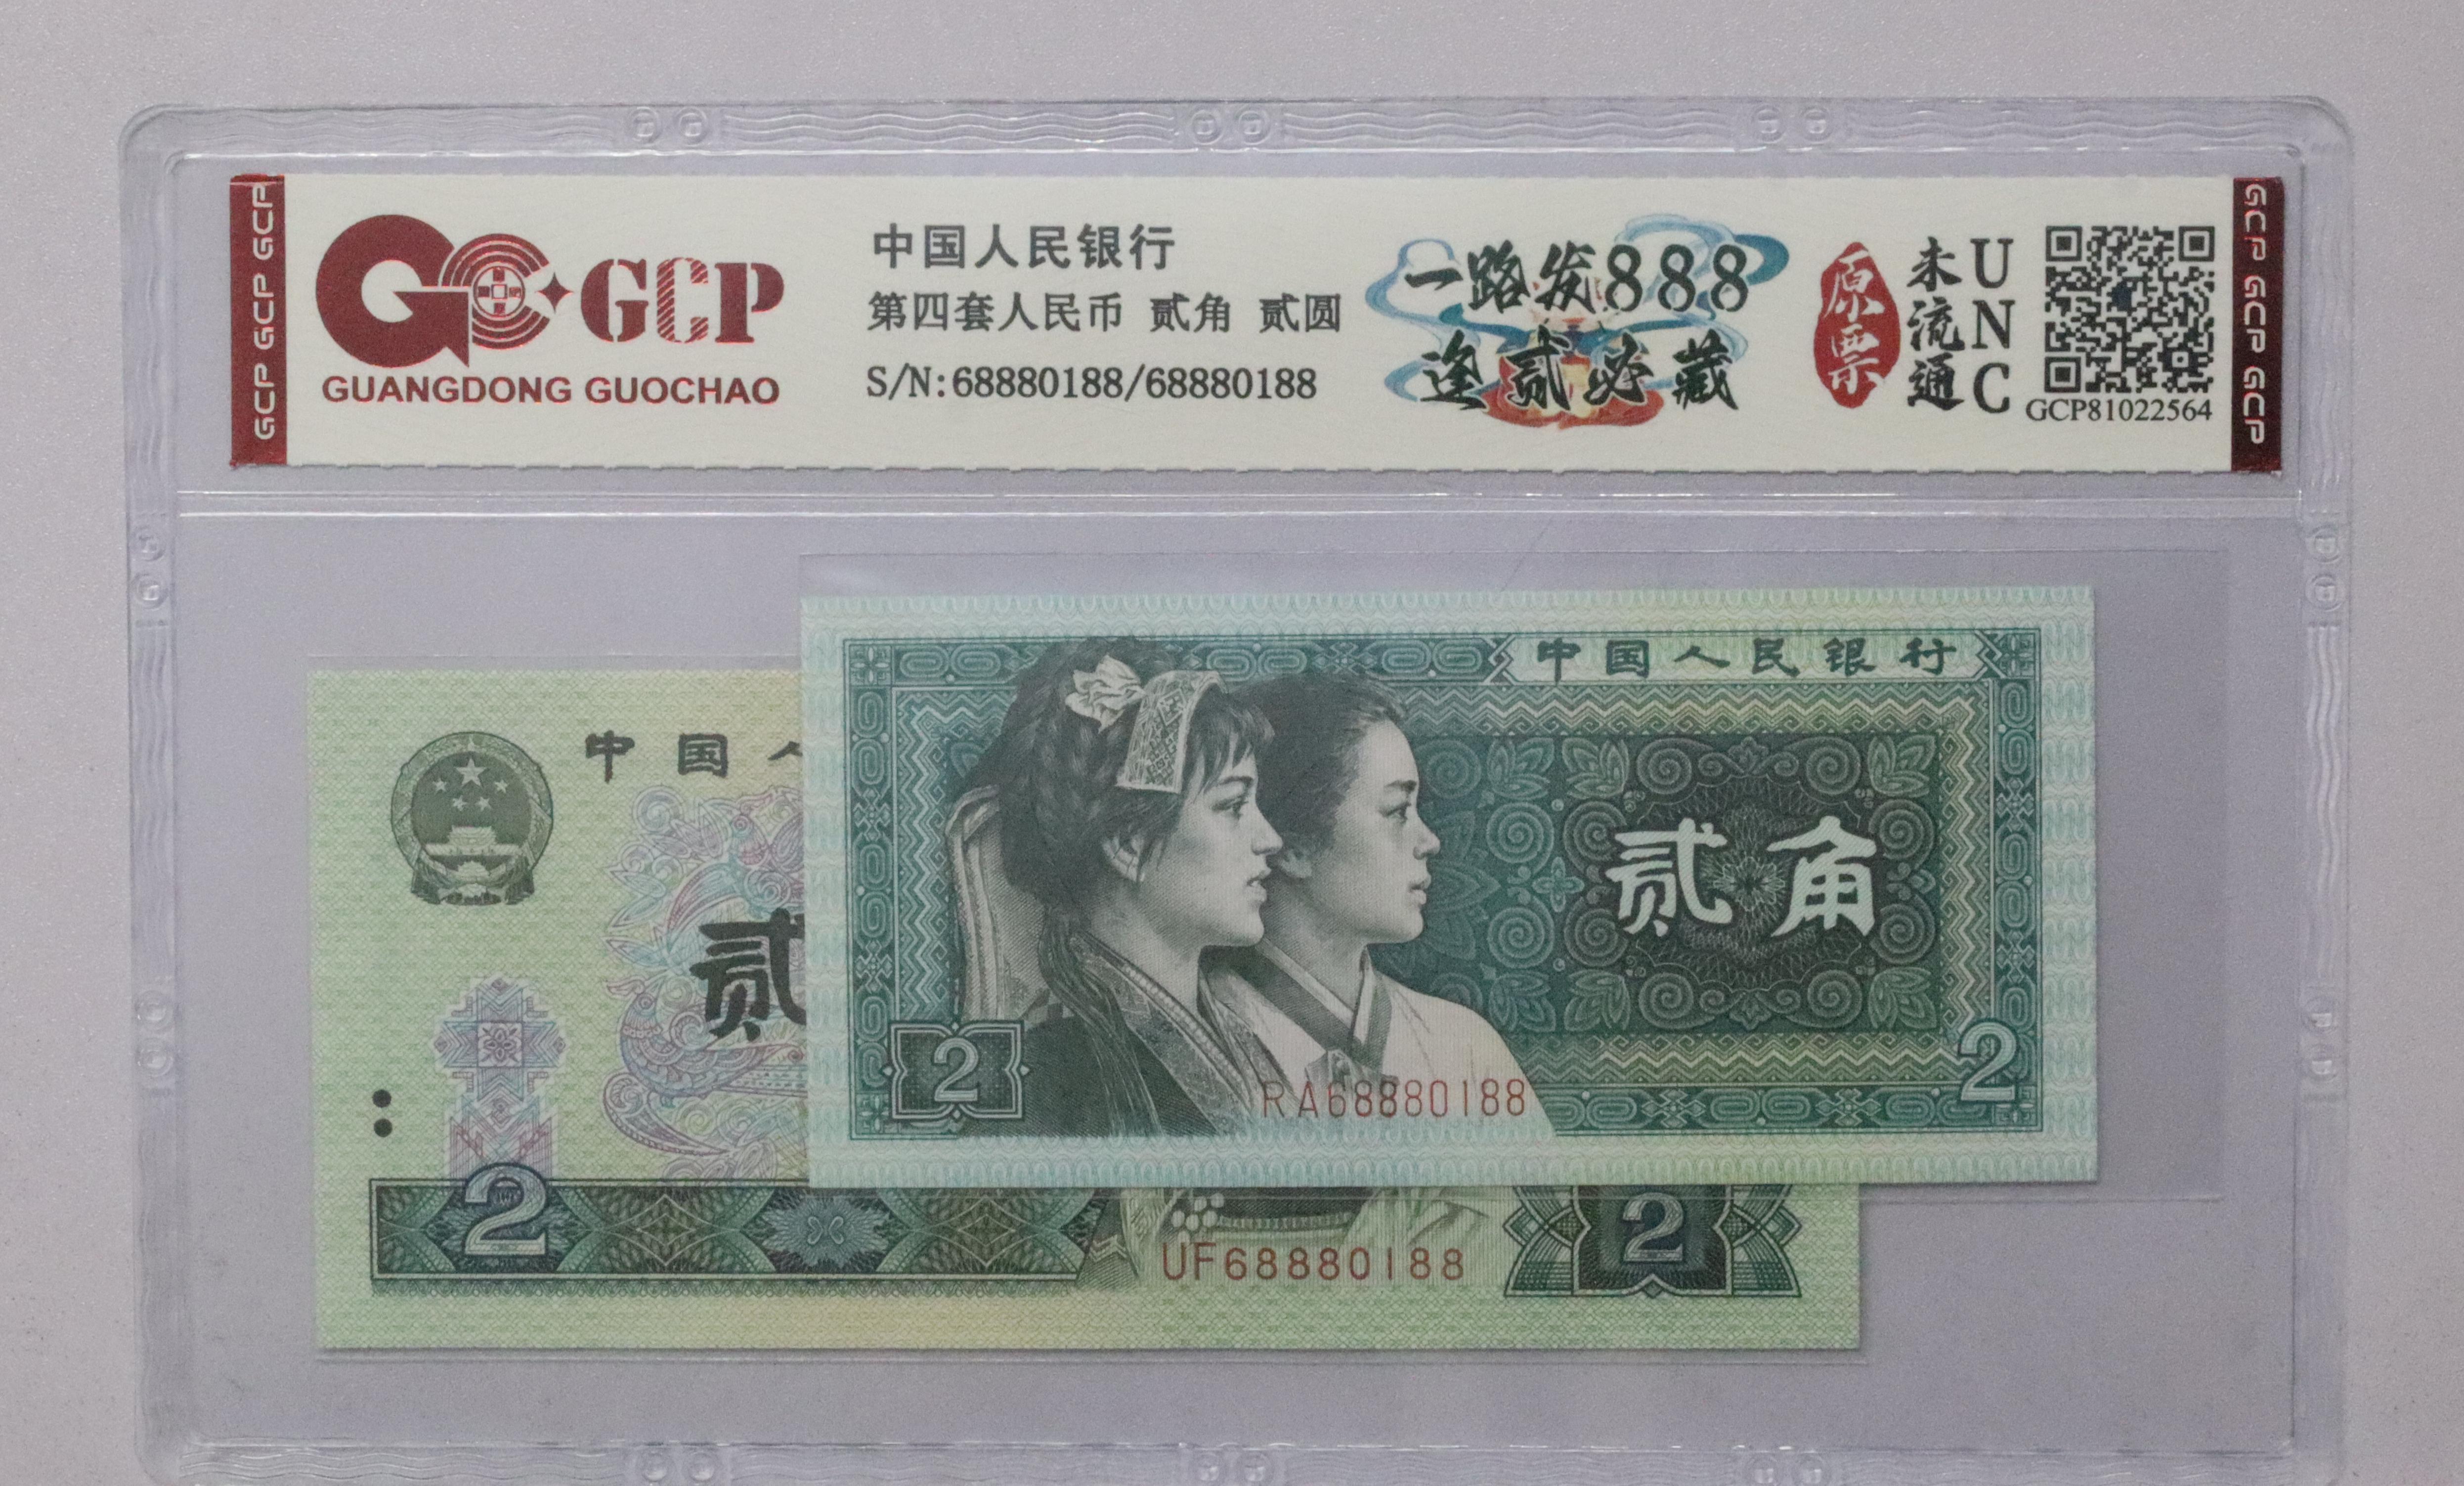 GCP GCP GCP
GCP
GUANGDONG GUOCHAO
中国人民银行
第四套人民币 贰角 贰圆
S/N:68880188/68880188
一路发888
逢贰必藏
原票
未流通
UNC
GCP81022564
GCP GCP GCP
中国人民银行
贰角
2
2
RA68880188
中国人
贰
2
2
UF68880188